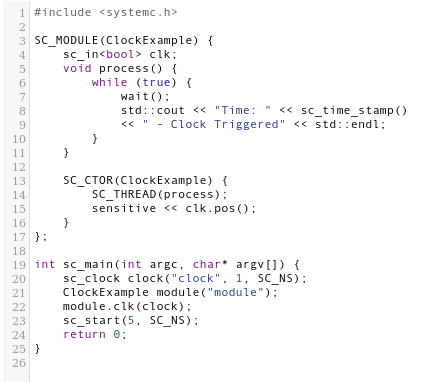 1 #include <systemc.h>
2
3 SC_MODULE(ClockExample) {
4     sc_in<bool> clk;
5     void process() {
6         while (true) {
7             wait();
8             std::cout << "Time: " << sc_time_stamp()
9             << " - Clock Triggered" << std::endl;
10         }
11     }
12
13     SC_CTOR(ClockExample) {
14         SC_THREAD(process);
15         sensitive << clk.pos();
16     }
17 };
18
19 int sc_main(int argc, char* argv[]) {
20     sc_clock clock("clock", 1, SC_NS);
21     ClockExample module("module");
22     module.clk(clock);
23     sc_start(5, SC_NS);
24     return 0;
25 }
26